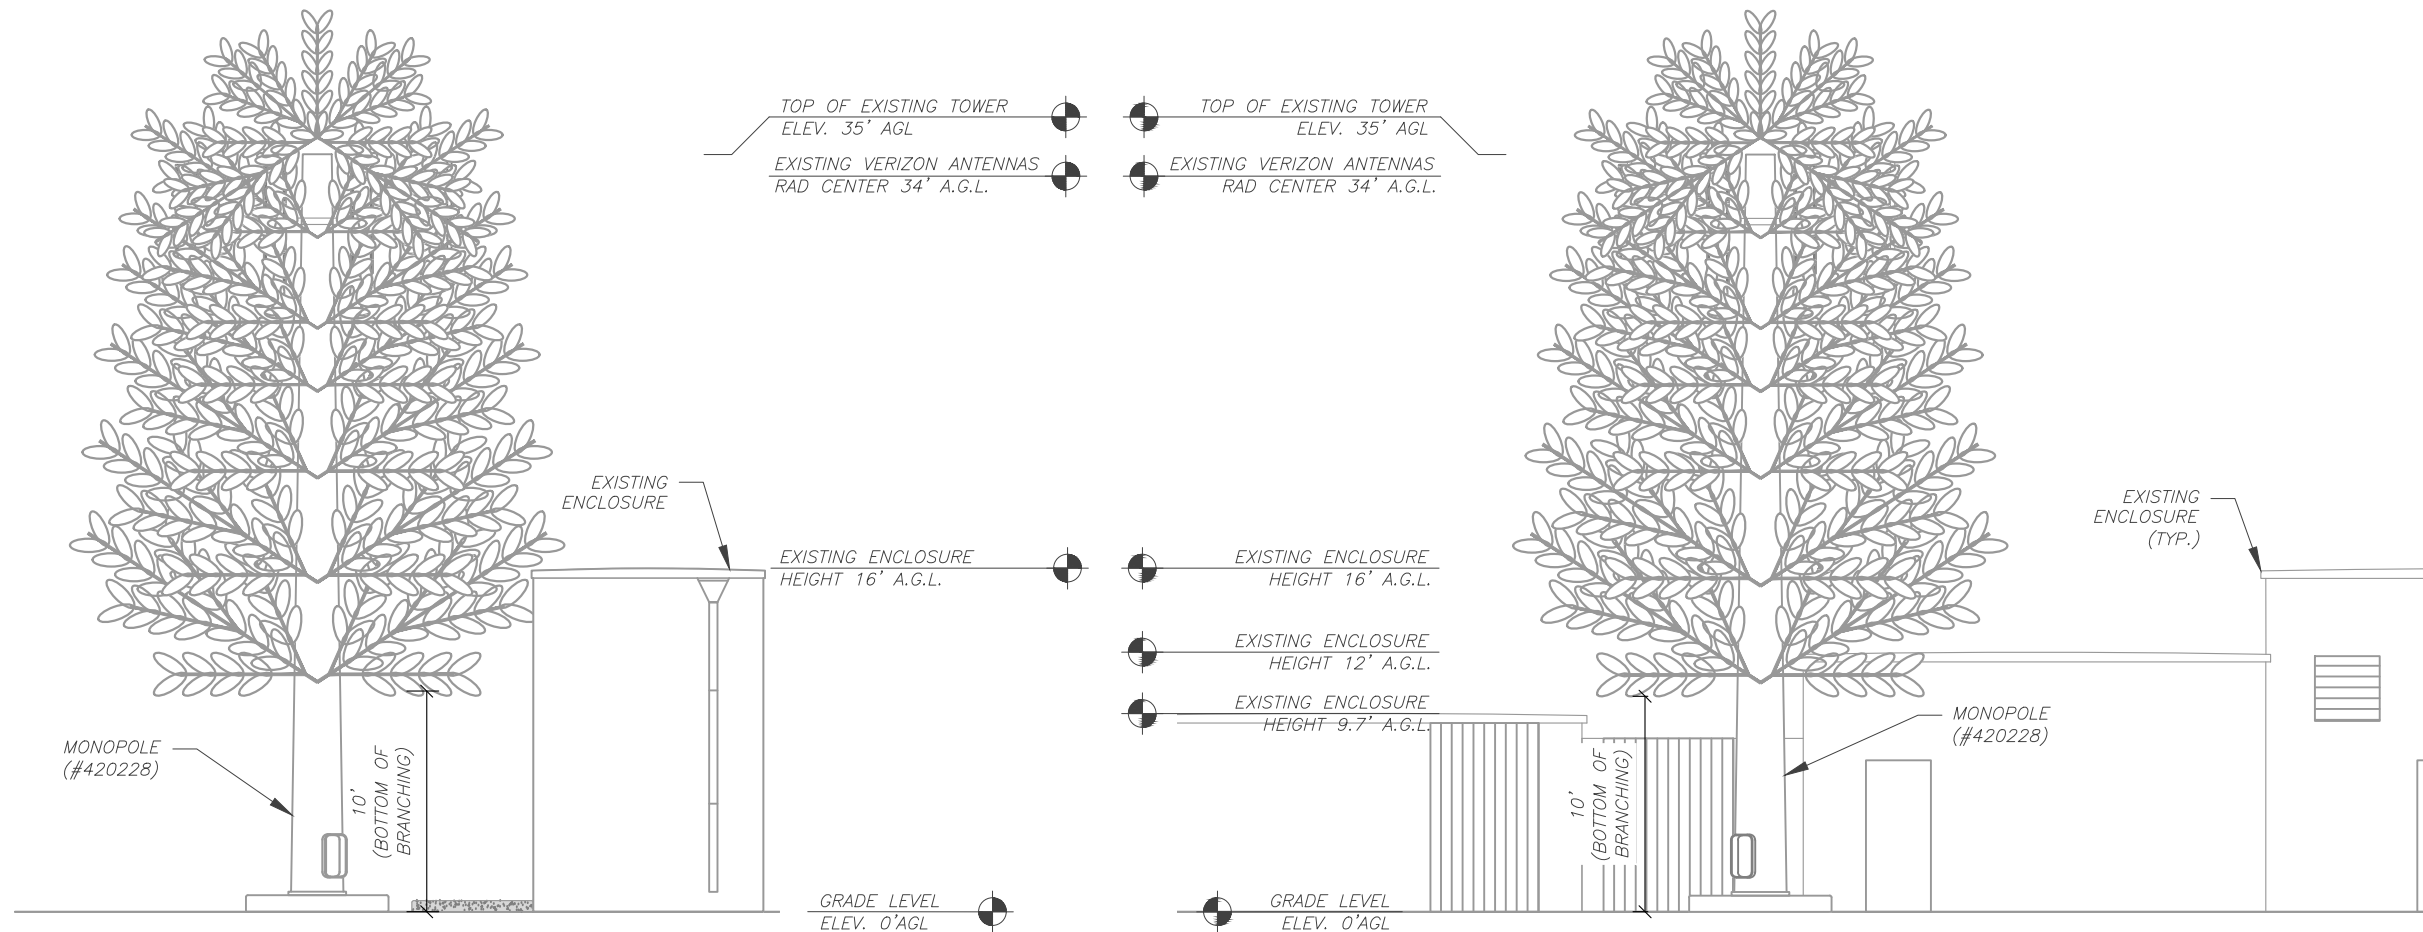 TOP OF EXISTING TOWER
ELEV. 35' AGL
EXISTING VERIZON ANTENNAS
RAD CENTER 34' A.G.L.
EXISTING
ENCLOSURE
EXISTING ENCLOSURE
HEIGHT 16' A.G.L.
MONOPOLE
(#420228)
10'
(BOTTOM OF
BRANCHING)
GRADE LEVEL
ELEV. 0'AGL
TOP OF EXISTING TOWER
ELEV. 35' AGL
EXISTING VERIZON ANTENNAS
RAD CENTER 34' A.G.L.
EXISTING
ENCLOSURE
(TYP.)
EXISTING ENCLOSURE
HEIGHT 16' A.G.L.
EXISTING ENCLOSURE
HEIGHT 12' A.G.L.
EXISTING ENCLOSURE
HEIGHT 9.7' A.G.L.
MONOPOLE
(#420228)
10'
(BOTTOM OF
BRANCHING)
GRADE LEVEL
ELEV. 0'AGL